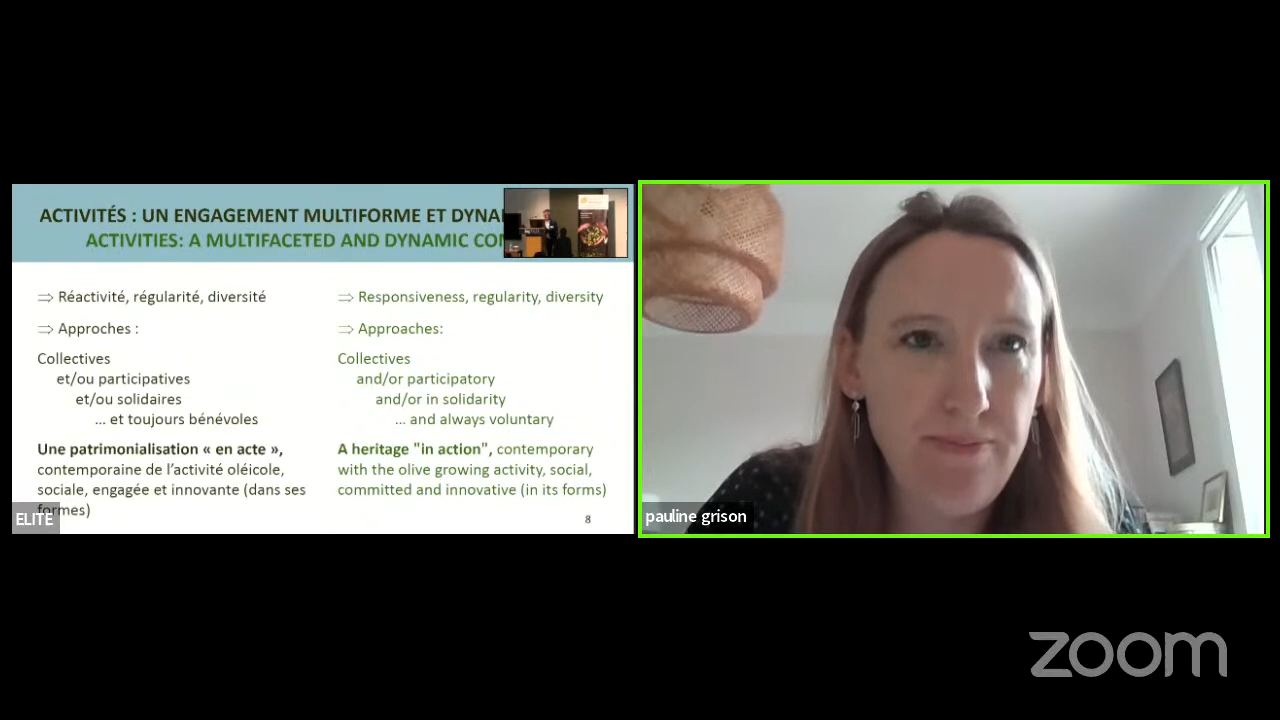 ACTIVITÉS : UN ENGAGEMENT MULTIFORME ET
ACTIVITIES: A MULTIFACETED AND DYNAMIC
⇒ Réactivité, régularité, diversité
⇒ Approches :
Collectives
et/ou participatives
et/ou solidaires
... et toujours bénévoles
Une patrimonialisation « en acte »,
contemporaine de l’activité oléicole,
sociale, engagée et innovante (dans ses
formes)
⇒ Responsiveness, regularity, diversity
⇒ Approaches:
Collectives
and/or participatory
and/or in solidarity
... and always voluntary
A heritage "in action", contemporary
with the olive growing activity, social,
committed and innovative (in its forms)
8
ELITE
pauline grison
zoom